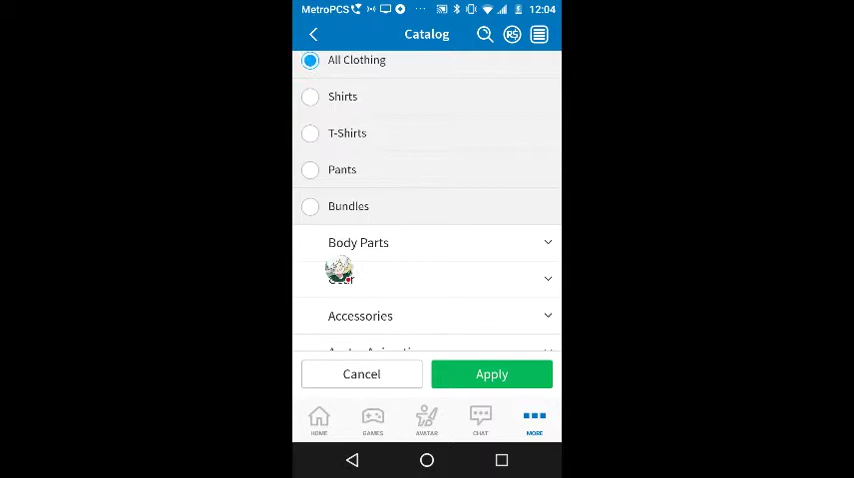 MetroPCS
12:04
Catalog
R$
All Clothing
Shirts
T-Shirts
Pants
Bundles
Body Parts
Accessories
Cancel
Apply
HOME
GAMES
AVATAR
CHAT
MORE